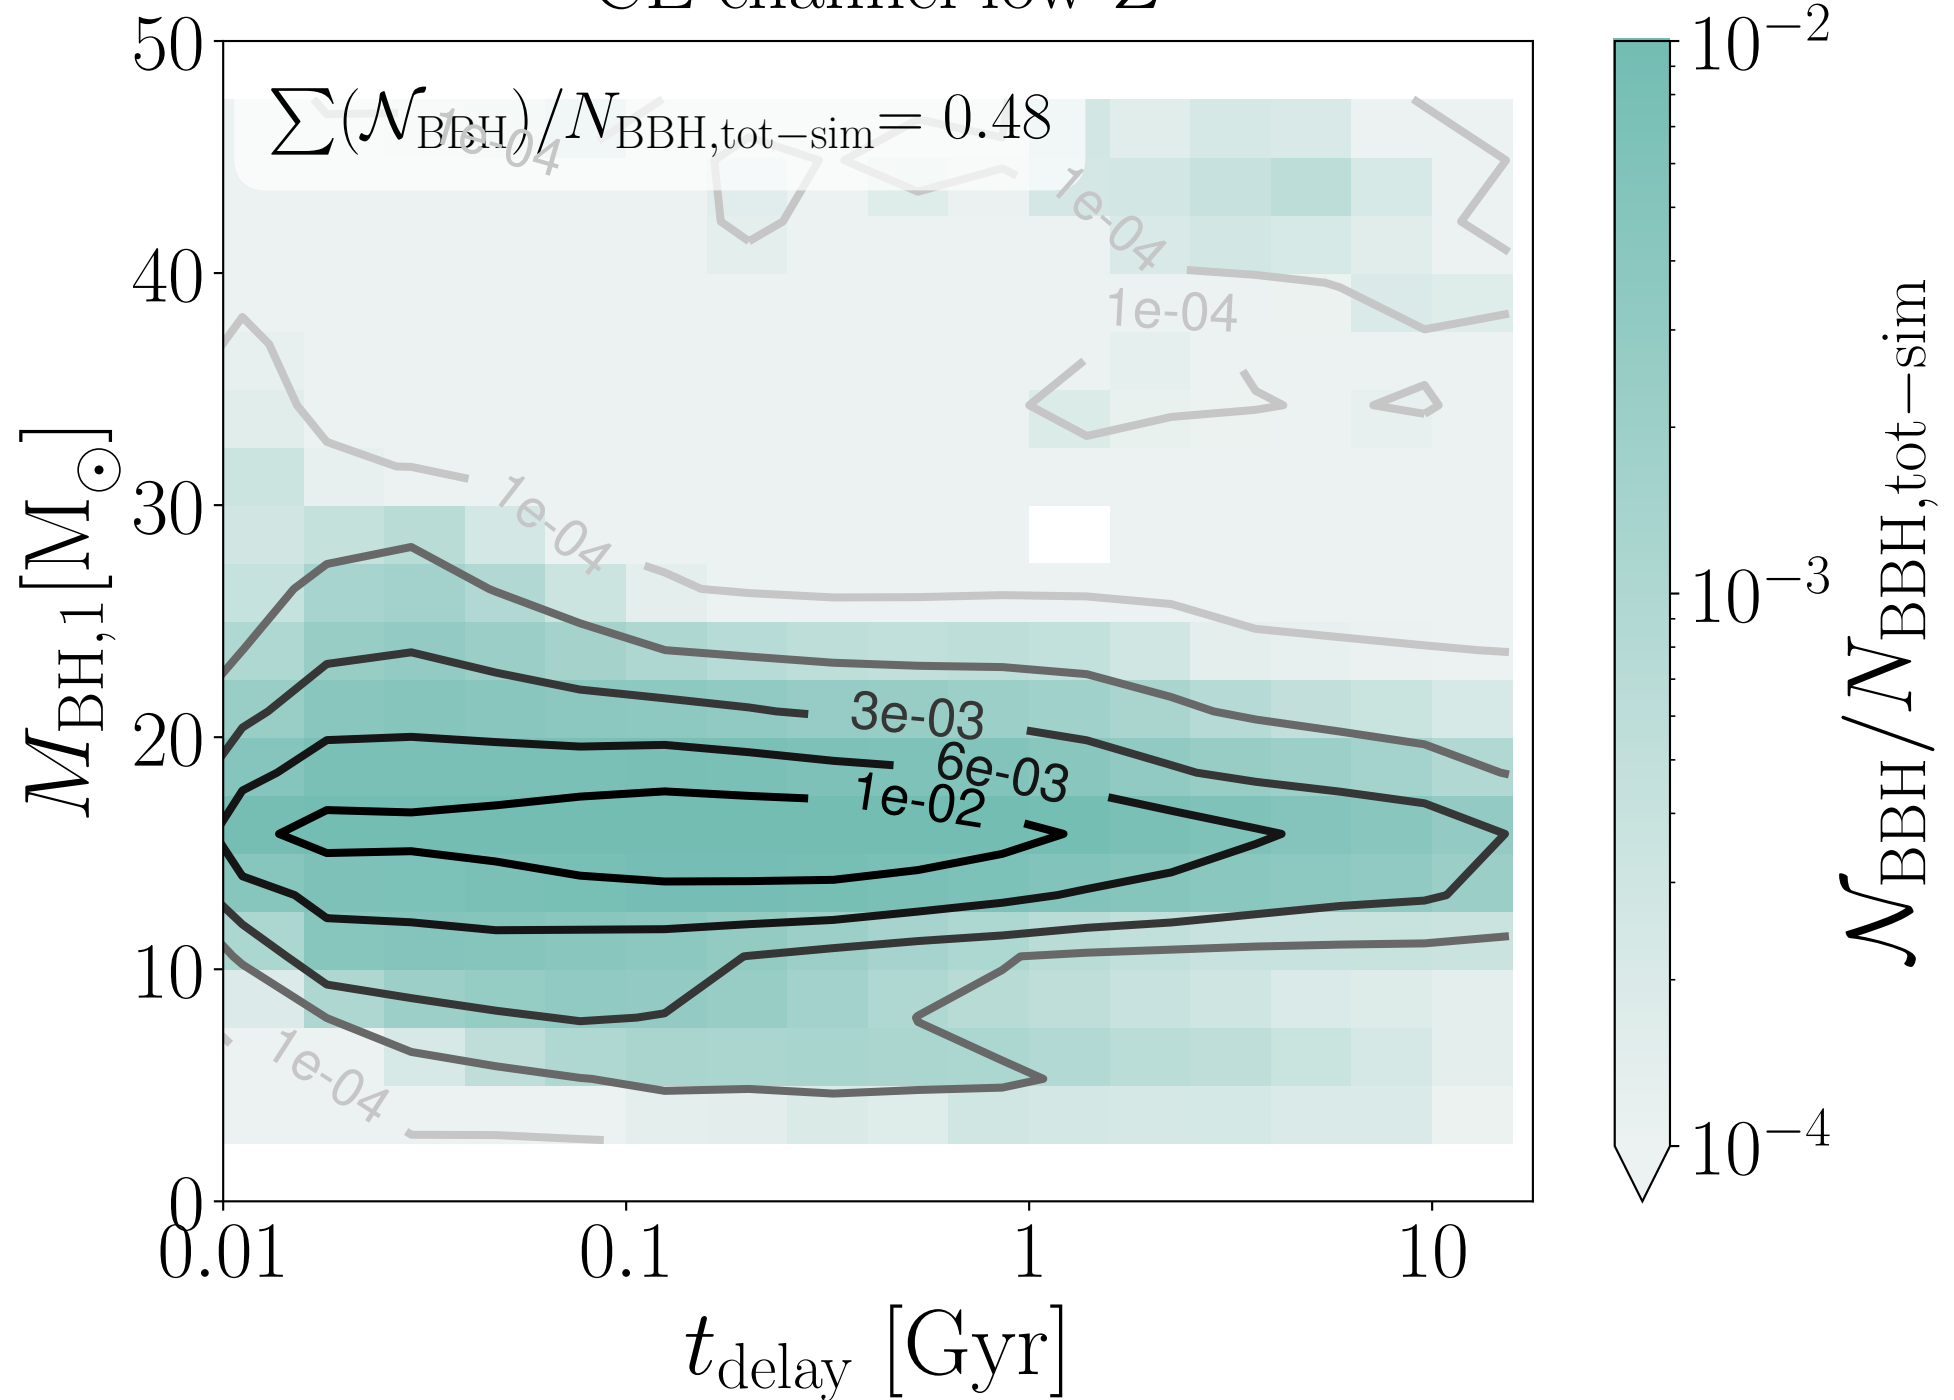 50
∑(𝒩BBH)/NBBH,tot−sim= 0.48
1e-04
1e-04
40
1e-04
30
1e-04
20
3e-03
6e-03
1e-02
10
1e-04
0
0.01 0.1 1 10
tdelay [Gyr]
MBH,1[M⊙]
10−2
10−3
10−4
𝒩BBH/NBBH,tot−sim